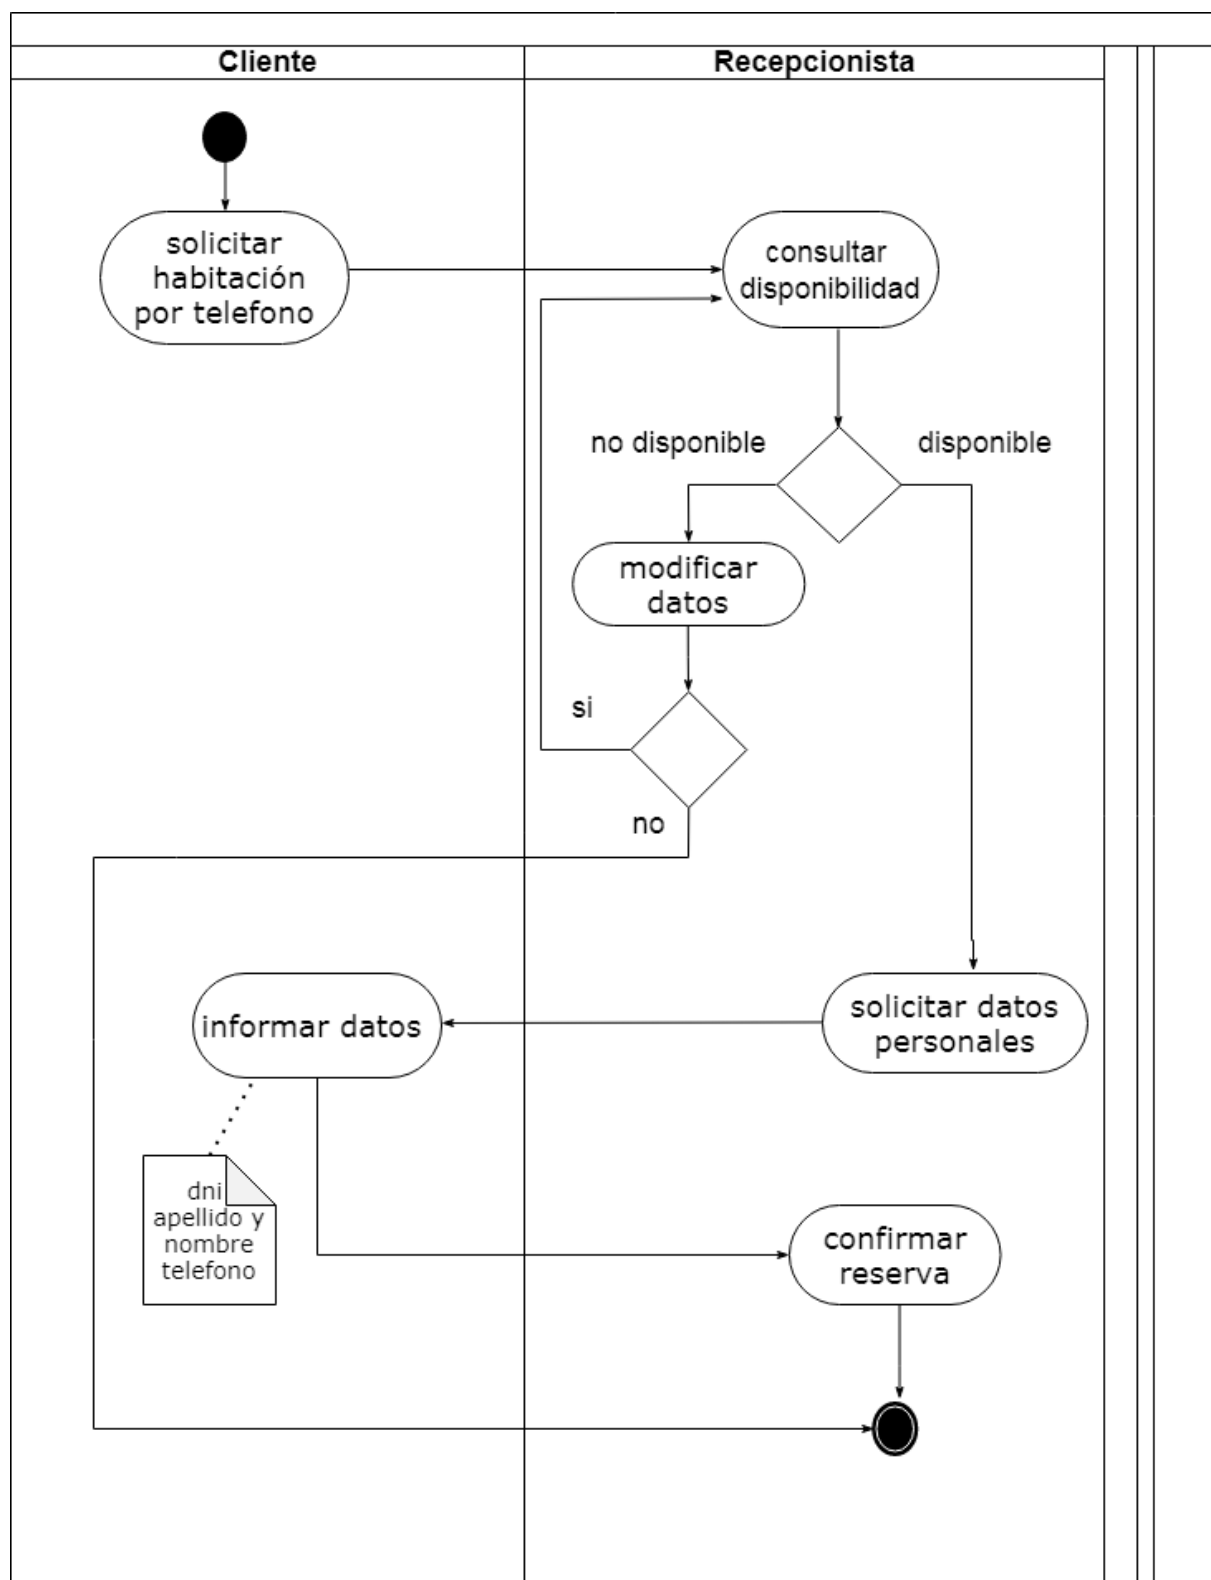 Cliente
Recepcionista
solicitar
habitación
por telefono
consultar
disponibilidad
no disponible
disponible
modificar
datos
si
no
informar datos
solicitar datos
personales
dni
apellido y
nombre
telefono
confirmar
reserva